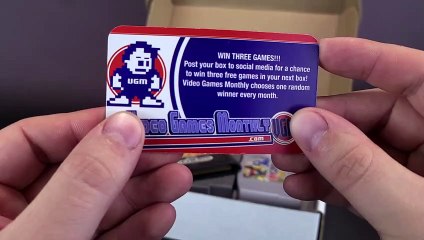 WIN THREE GAMES!!!
Post your box to social media for a chance
to win three free games in your next box!
Video Games Monthly chooses one random
winner every month.
VGM
Video Games Monthly
.com